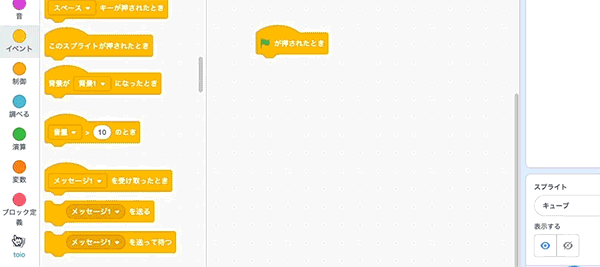 音
イベント
制御
調べる
演算
変数
ブロック定
義
toio
スペース キーが押されたとき
このスプライトが押されたとき
背景が 背景1 になったとき
音量 > 10 のとき
メッセージ1 を受け取ったとき
メッセージ1 を送る
メッセージ1 を送って待つ
が押されたとき
スプライト
キューブ
表示する